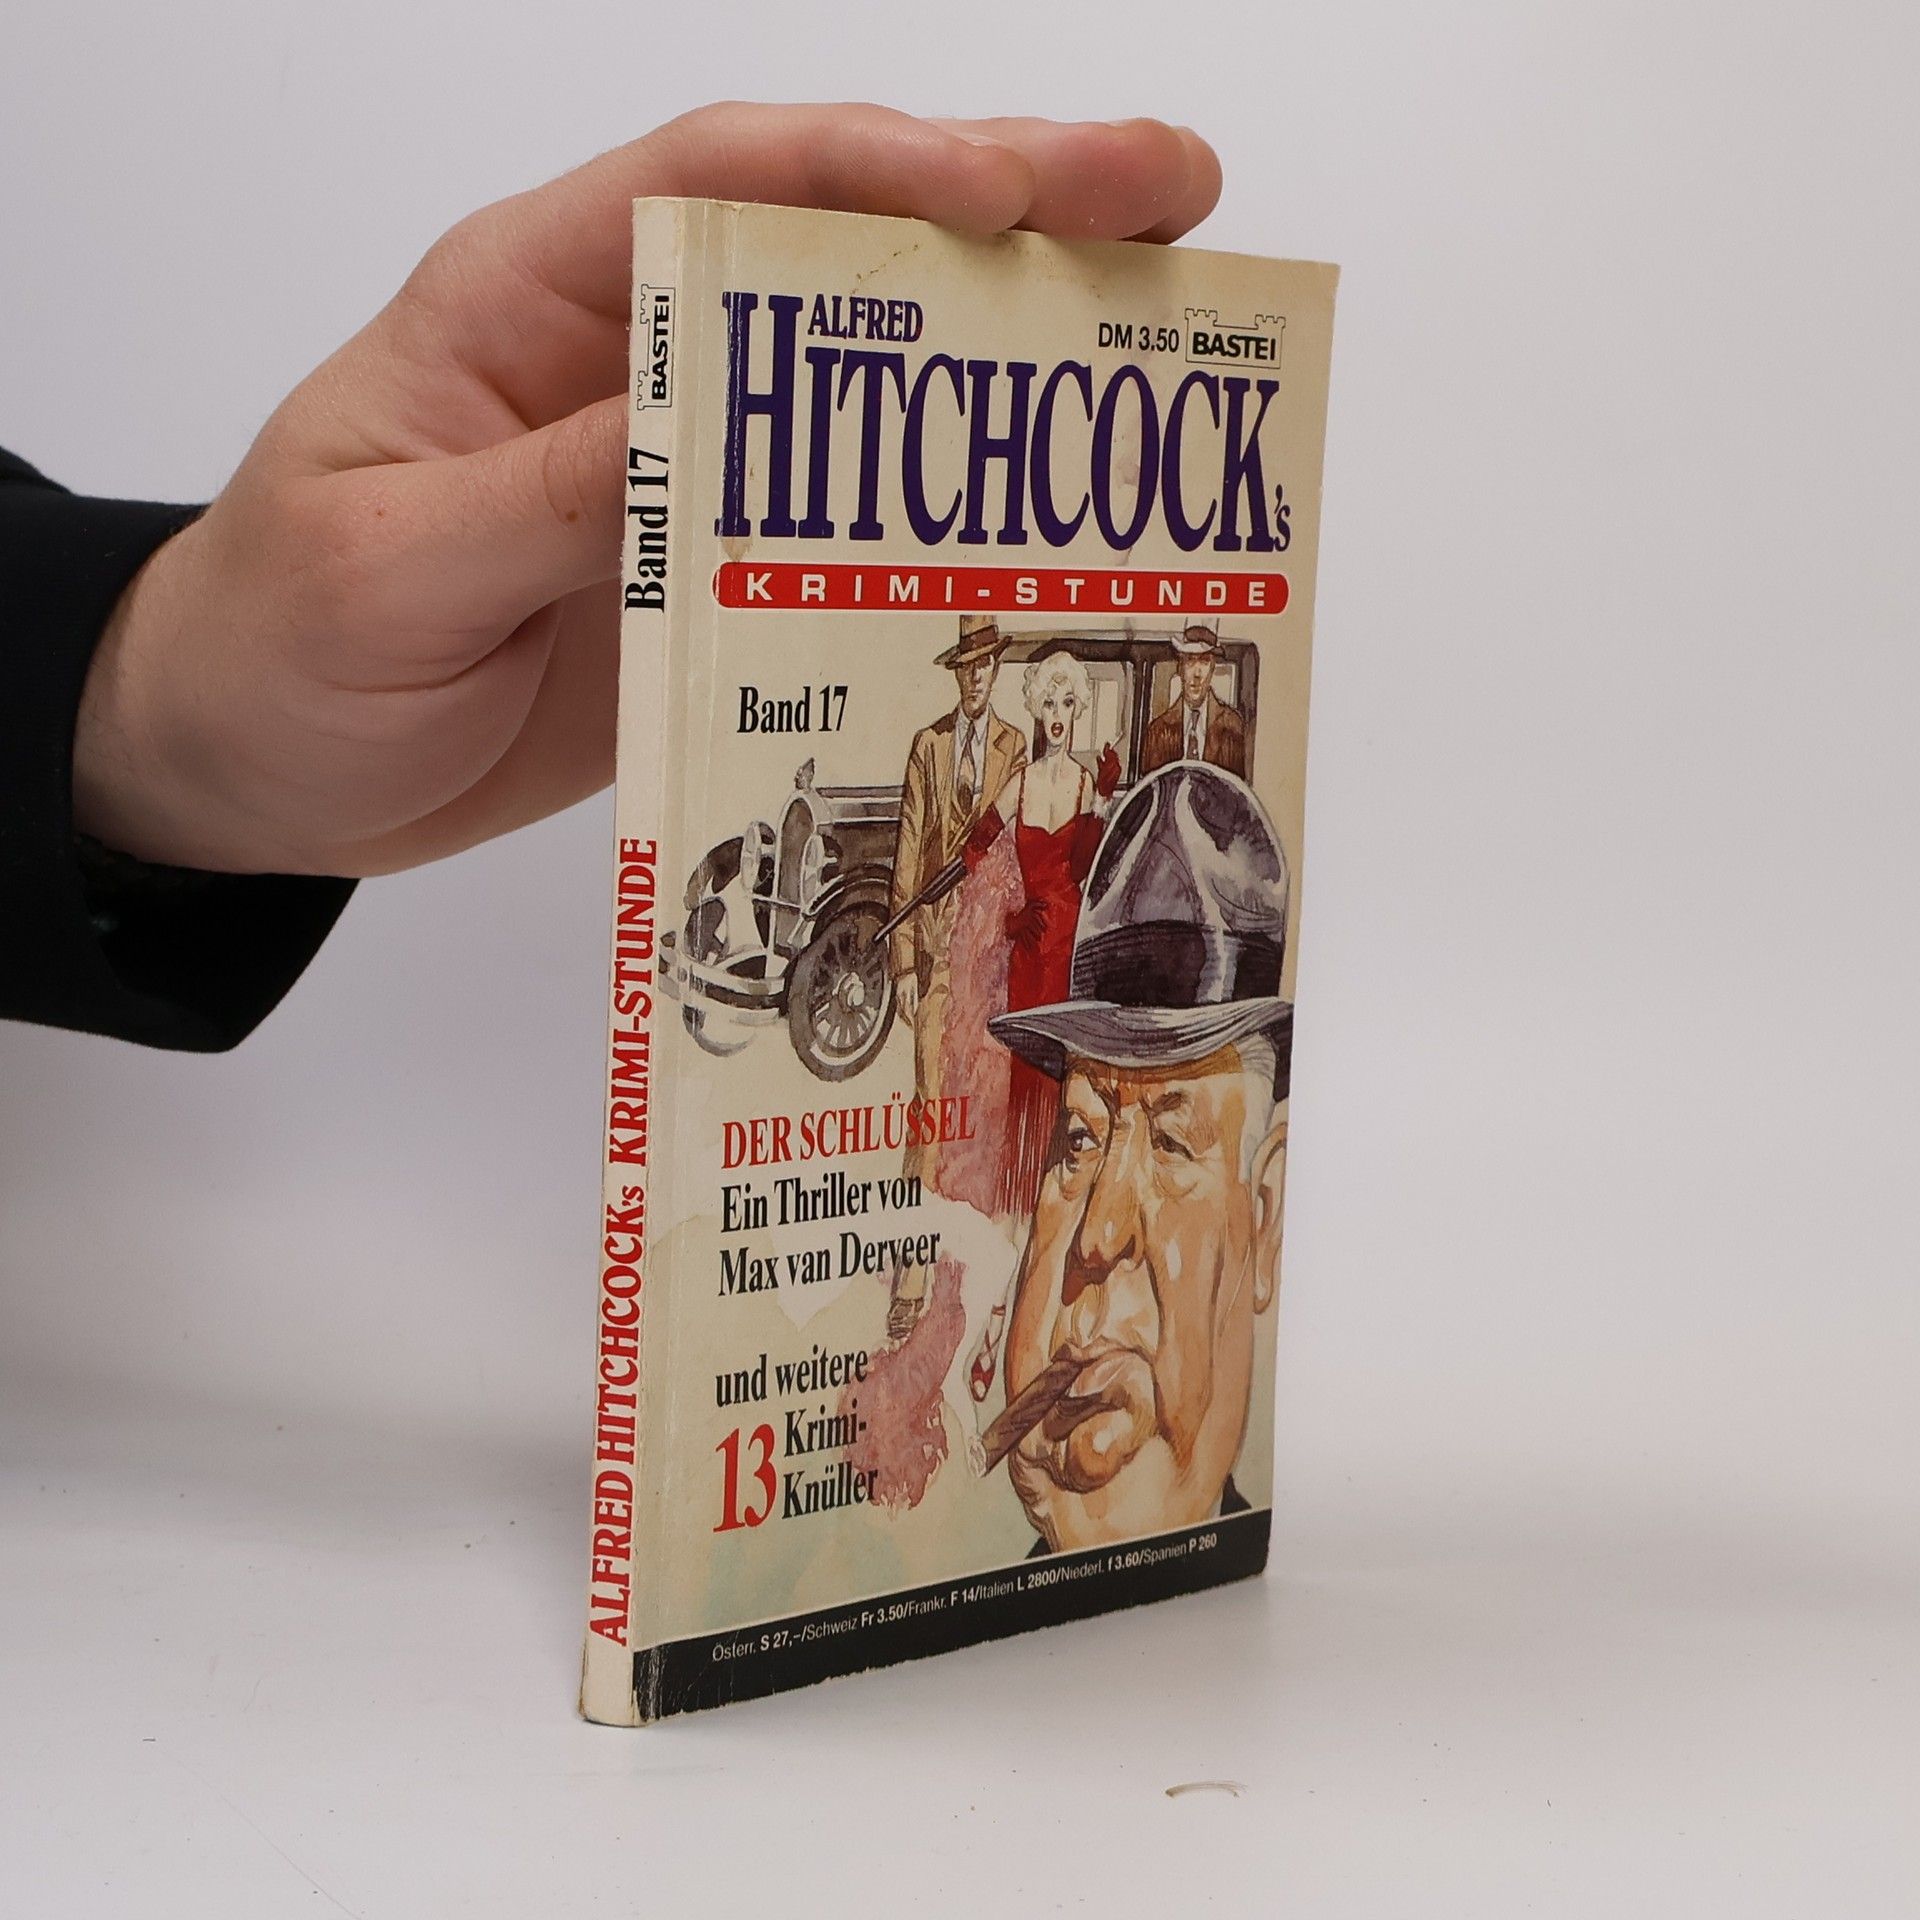 BASTEI
Band 17
ALFRED HITCHCOCK's KRIMI-STUNDE
ALFRED
HITCHCOCK's
DM 3.50 BASTEI
KRIMI-STUNDE
Band 17
DER SCHLÜSSEL
Ein Thriller von
Max van Derveer
und weitere
13 Krimi-
Knüller
Österr. S 27,-/Schweiz Fr 3.50/Frankr. F 14/Italien L 2800/Niederl. f 3.60/Spanien P 260